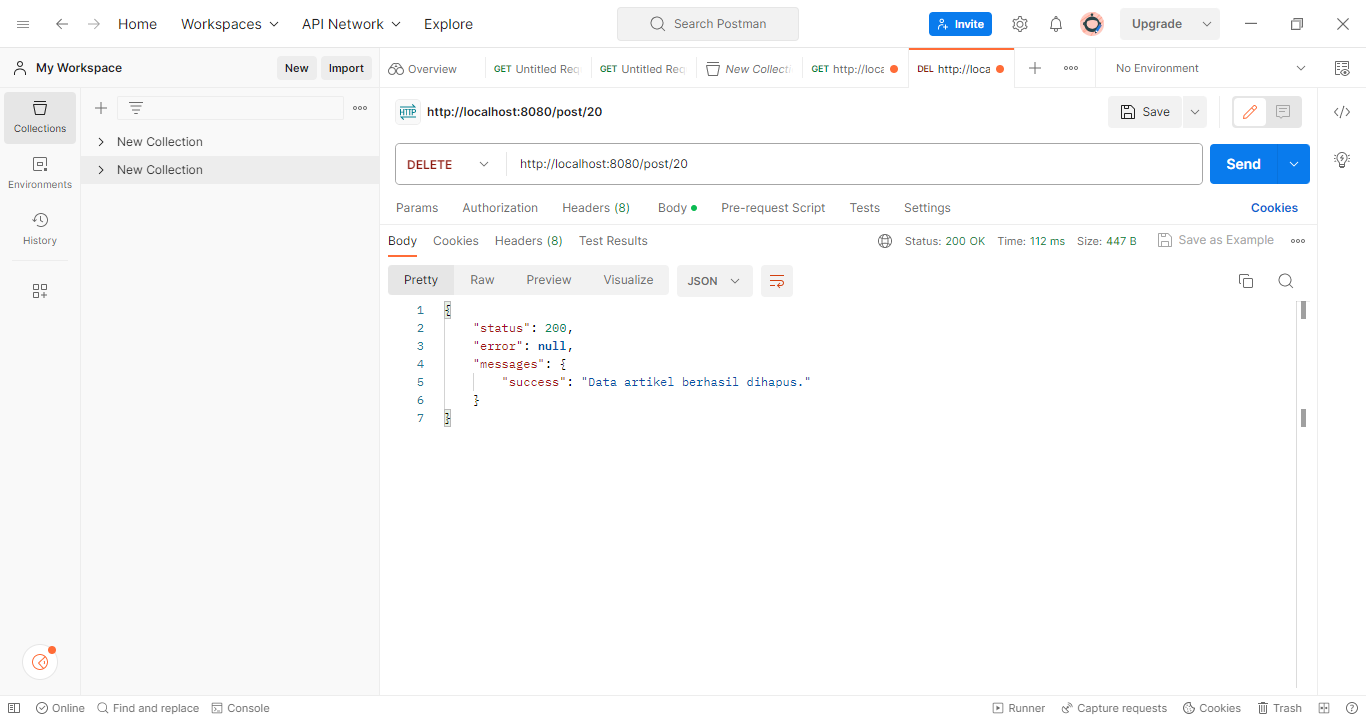 Home Workspaces API Network Explore Search Postman Invite Upgrade
My Workspace New Import Overview GET Untitled Req GET Untitled Req New Collecti GET http://loca DEL http://loca No Environment
Collections
Environments
History
New Collection
New Collection
HTTP http://localhost:8080/post/20 Save
DELETE http://localhost:8080/post/20 Send
Params Authorization Headers (8) Body Pre-request Script Tests Settings Cookies
Body Cookies Headers (8) Test Results Status: 200 OK Time: 112 ms Size: 447 B Save as Example
Pretty Raw Preview Visualize JSON
1 {
2 "status": 200,
3 "error": null,
4 "messages": {
5 "success": "Data artikel berhasil dihapus."
6 }
7 }
Online Find and replace Console Runner Capture requests Cookies Trash